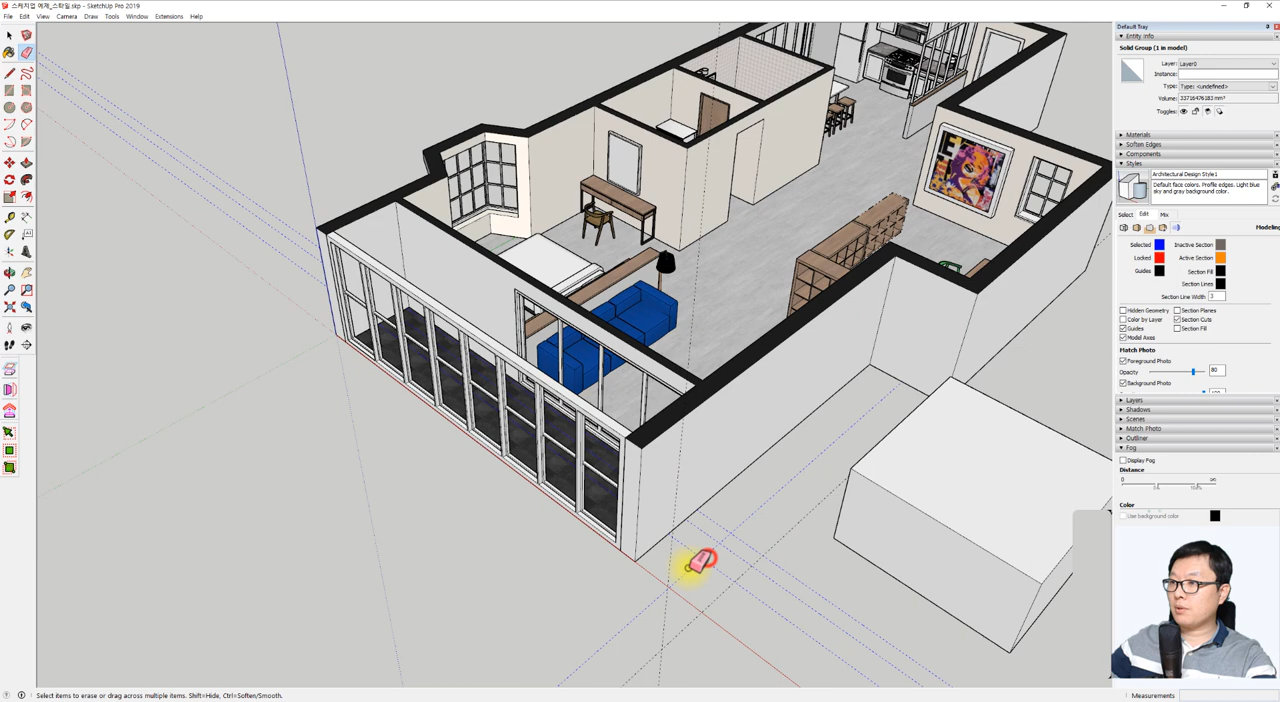 스케치업 예제_스타일.skp - SketchUp Pro 2019
File Edit View Camera Draw Tools Window Extensions Help
Default Tray
Entity Info
Solid Group (1 in model)
Layer: Layer0
Instance:
Type: Type: <undefined>
Volume: 33716476183 mm³
Toggles:
Materials
Soften Edges
Components
Styles
Architectural Design Style1
Default face colors. Profile edges. Light blue sky and gray background color.
Select Edit Mix
Modeling
Selected Inactive Section
Locked Active Section
Guides Section Fill
Section Lines
Section Line Width 3
Hidden Geometry Section Planes
Color by Layer Section Cuts
Guides Section Fill
Model Axes
Match Photo
Foreground Photo
Opacity 80
Background Photo
Layers
Shadows
Scenes
Match Photo
Outliner
Fog
Display Fog
Distance
0 ∞
Color
Use background color
Select items to erase or drag across multiple items. Shift=Hide, Ctrl=Soften/Smooth.
Measurements